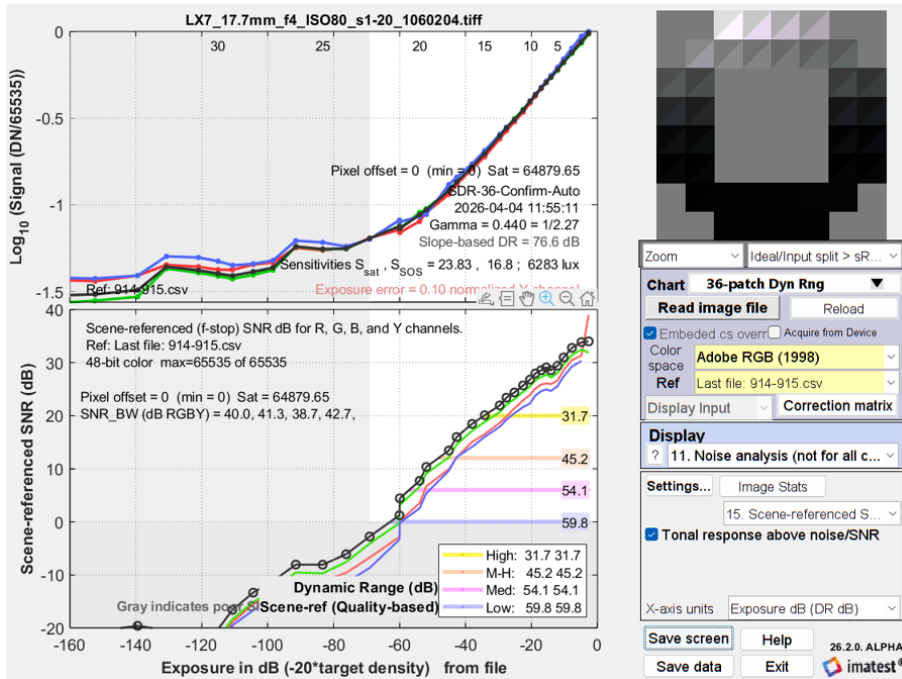 LX7_17.7mm_f4_ISO80_s1-20_1060204.tiff
0
30 25 20 15 10 5
-0.5
-1
-1.5
Log10 (Signal (DN/65535))
Pixel offset = 0 (min = 0) Sat = 64879.65
SDR-36-Confirm-Auto
2026-04-04 11:55:11
Gamma = 0.440 = 1/2.27
Slope-based DR = 76.6 dB
Sensitivities Ssat , SSOS = 23.83, 16.8 ; 6283 lux
Ref: 914-915.csv
Exposure error = 0.10 normalized Y channel
40
30
20
10
0
-10
-20
Scene-referenced SNR (dB)
Scene-referenced (f-stop) SNR dB for R, G, B, and Y channels.
Ref: Last file: 914-915.csv
48-bit color max=65535 of 65535
Pixel offset = 0 (min = 0) Sat = 64879.65
SNR_BW (dB RGBY) = 40.0, 41.3, 38.7, 42.7,
31.7
45.2
54.1
59.8
High: 31.7 31.7
M-H: 45.2 45.2
Med: 54.1 54.1
Low: 59.8 59.8
Dynamic Range (dB)
Gray indicates poor
Scene-ref (Quality-based)
-160 -140 -120 -100 -80 -60 -40 -20 0
Exposure in dB (-20*target density) from file
Zoom
Ideal/Input split > sR...
Chart 36-patch Dyn Rng
Read image file
Reload
Embeded cs overr
Acquire from Device
Color space
Adobe RGB (1998)
Ref
Last file: 914-915.csv
Display Input
Correction matrix
Display
?
11. Noise analysis (not for all c...
Settings...
Image Stats
15. Scene-referenced S...
Tonal response above noise/SNR
X-axis units
Exposure dB (DR dB)
Save screen
Help
26.2.0. ALPHA
Save data
Exit
imatest®